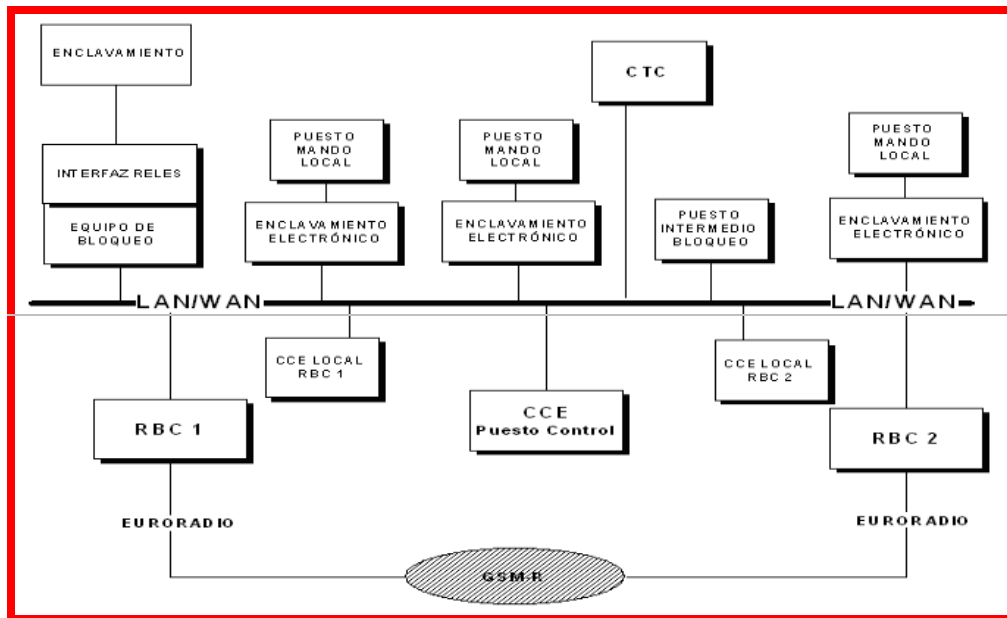 ENCLAVAMIENTO
CTC
PUESTO
MANDO
LOCAL
PUESTO
MANDO
LOCAL
PUESTO
MANDO
LOCAL
INTERFAZ RELES
EQUIPO DE
BLOQUEO
ENCLAVAMIENTO
ELECTRÓNICO
ENCLAVAMIENTO
ELECTRÓNICO
PUESTO
INTERMEDIO
BLOQUEO
ENCLAVAMIENTO
ELECTRÓNICO
LAN/WAN
LAN/WAN
CCE LOCAL
RBC 1
CCE LOCAL
RBC 2
RBC 1
CCE
Puesto Control
RBC 2
EURORADIO
EURORADIO
GSM-R